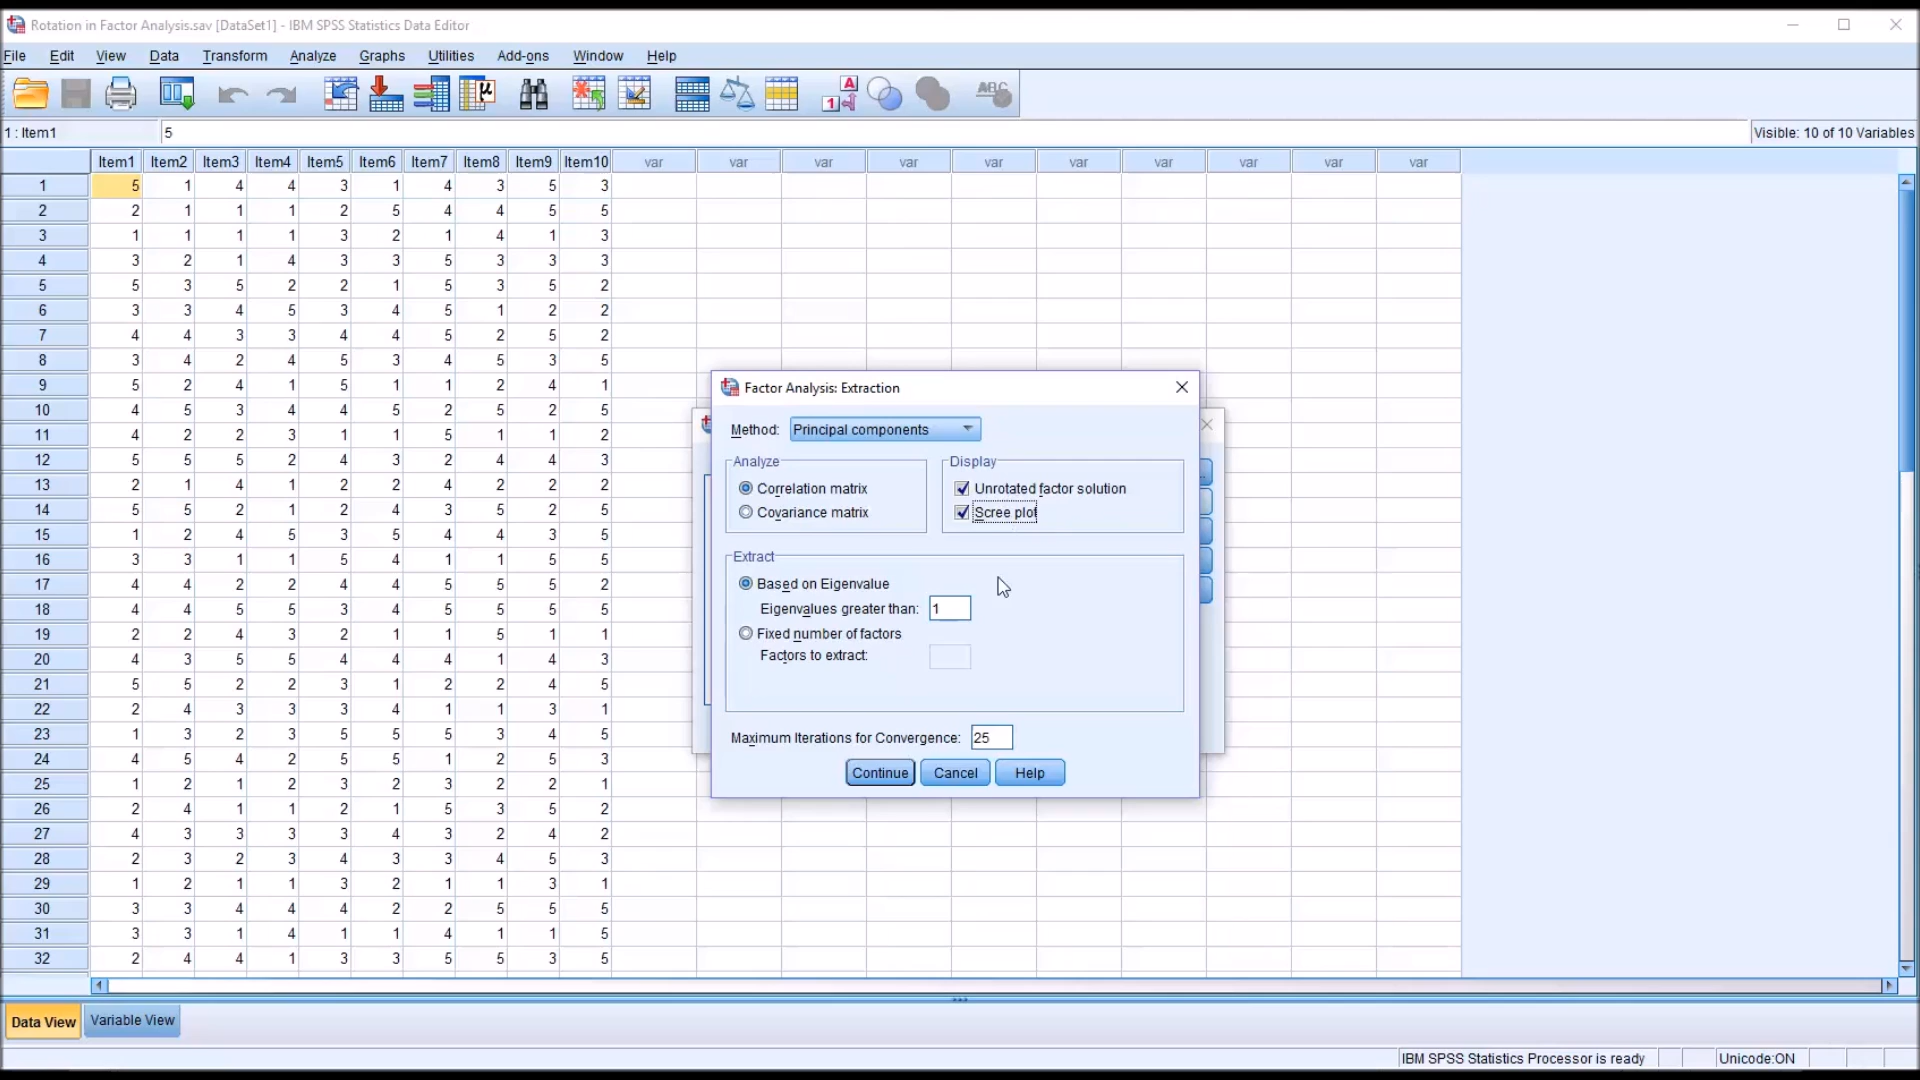 Rotation in Factor Analysis.sav [DataSet1] - IBM SPSS Statistics Data Editor
File Edit View Data Transform Analyze Graphs Utilities Add-ons Window Help
1 : Item1 5 Visible: 10 of 10 Variables
Item1 Item2 Item3 Item4 Item5 Item6 Item7 Item8 Item9 Item10 var var var var var var var var var var
1 5 1 4 4 3 1 4 3 5 3
2 2 1 1 1 2 5 4 4 5 5
3 1 1 1 1 3 2 1 4 1 3
4 3 2 1 4 3 3 5 3 3 3
5 5 3 5 2 2 1 5 3 5 2
6 3 3 4 5 3 4 5 1 2 2
7 4 4 3 3 4 4 5 2 5 2
8 3 4 2 4 5 3 4 5 3 5
9 5 2 4 1 5 1 1 2 4 1
10 4 5 3 4 4 5 2 5 2 5
11 4 2 2 3 1 1 5 1 1 2
12 5 5 5 2 4 3 2 4 4 3
13 2 1 4 1 2 2 4 2 2 2
14 5 5 2 1 2 4 3 5 2 5
15 1 2 4 5 3 5 4 4 3 5
16 3 3 1 1 5 4 1 1 5 5
17 4 4 2 2 4 4 5 5 5 2
18 4 4 5 5 3 4 5 5 5 5
19 2 2 4 3 2 1 1 5 1 1
20 4 3 5 5 4 4 4 1 4 3
21 5 5 2 2 3 1 2 2 4 5
22 2 4 3 3 3 4 1 1 3 1
23 1 3 2 3 5 5 5 3 4 5
24 4 5 4 2 5 5 1 2 5 3
25 1 2 1 2 3 2 3 2 2 1
26 2 4 1 1 2 1 5 3 5 2
27 4 3 3 3 3 4 3 2 4 2
28 2 3 2 3 4 3 3 4 5 3
29 1 2 1 1 3 2 1 1 3 1
30 3 3 4 4 4 2 2 5 5 5
31 3 3 1 4 1 1 4 1 1 5
32 2 4 4 1 3 3 5 5 3 5
Factor Analysis: Extraction
Method: Principal components
Analyze
Correlation matrix
Covariance matrix
Display
Unrotated factor solution
Scree plot
Extract
Based on Eigenvalue
Eigenvalues greater than: 1
Fixed number of factors
Factors to extract:
Maximum Iterations for Convergence: 25
Continue Cancel Help
Data View Variable View
IBM SPSS Statistics Processor is ready Unicode:ON